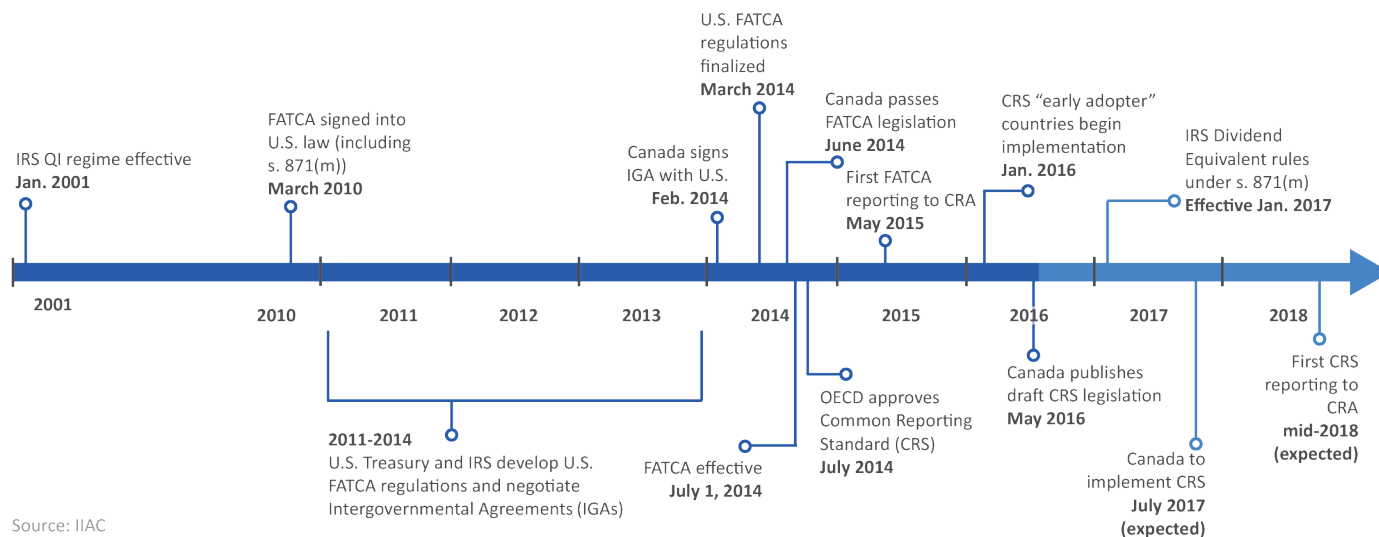 IRS QI regime effective
Jan. 2001
FATCA signed into
U.S. law (including
s. 871(m))
March 2010
Canada signs
IGA with U.S.
Feb. 2014
U.S. FATCA
regulations
finalized
March 2014
Canada passes
FATCA legislation
June 2014
First FATCA
reporting to CRA
May 2015
CRS “early adopter”
countries begin
implementation
Jan. 2016
IRS Dividend
Equivalent rules
under s. 871(m)
Effective Jan. 2017
2001
2010
2011
2012
2013
2014
2015
2016
2017
2018
2011-2014
U.S. Treasury and IRS develop U.S.
FATCA regulations and negotiate
Intergovernmental Agreements (IGAs)
FATCA effective
July 1, 2014
OECD approves
Common Reporting
Standard (CRS)
July 2014
Canada publishes
draft CRS legislation
May 2016
Canada to
implement CRS
July 2017
(expected)
First CRS
reporting to
CRA
mid-2018
(expected)
Source: IIAC